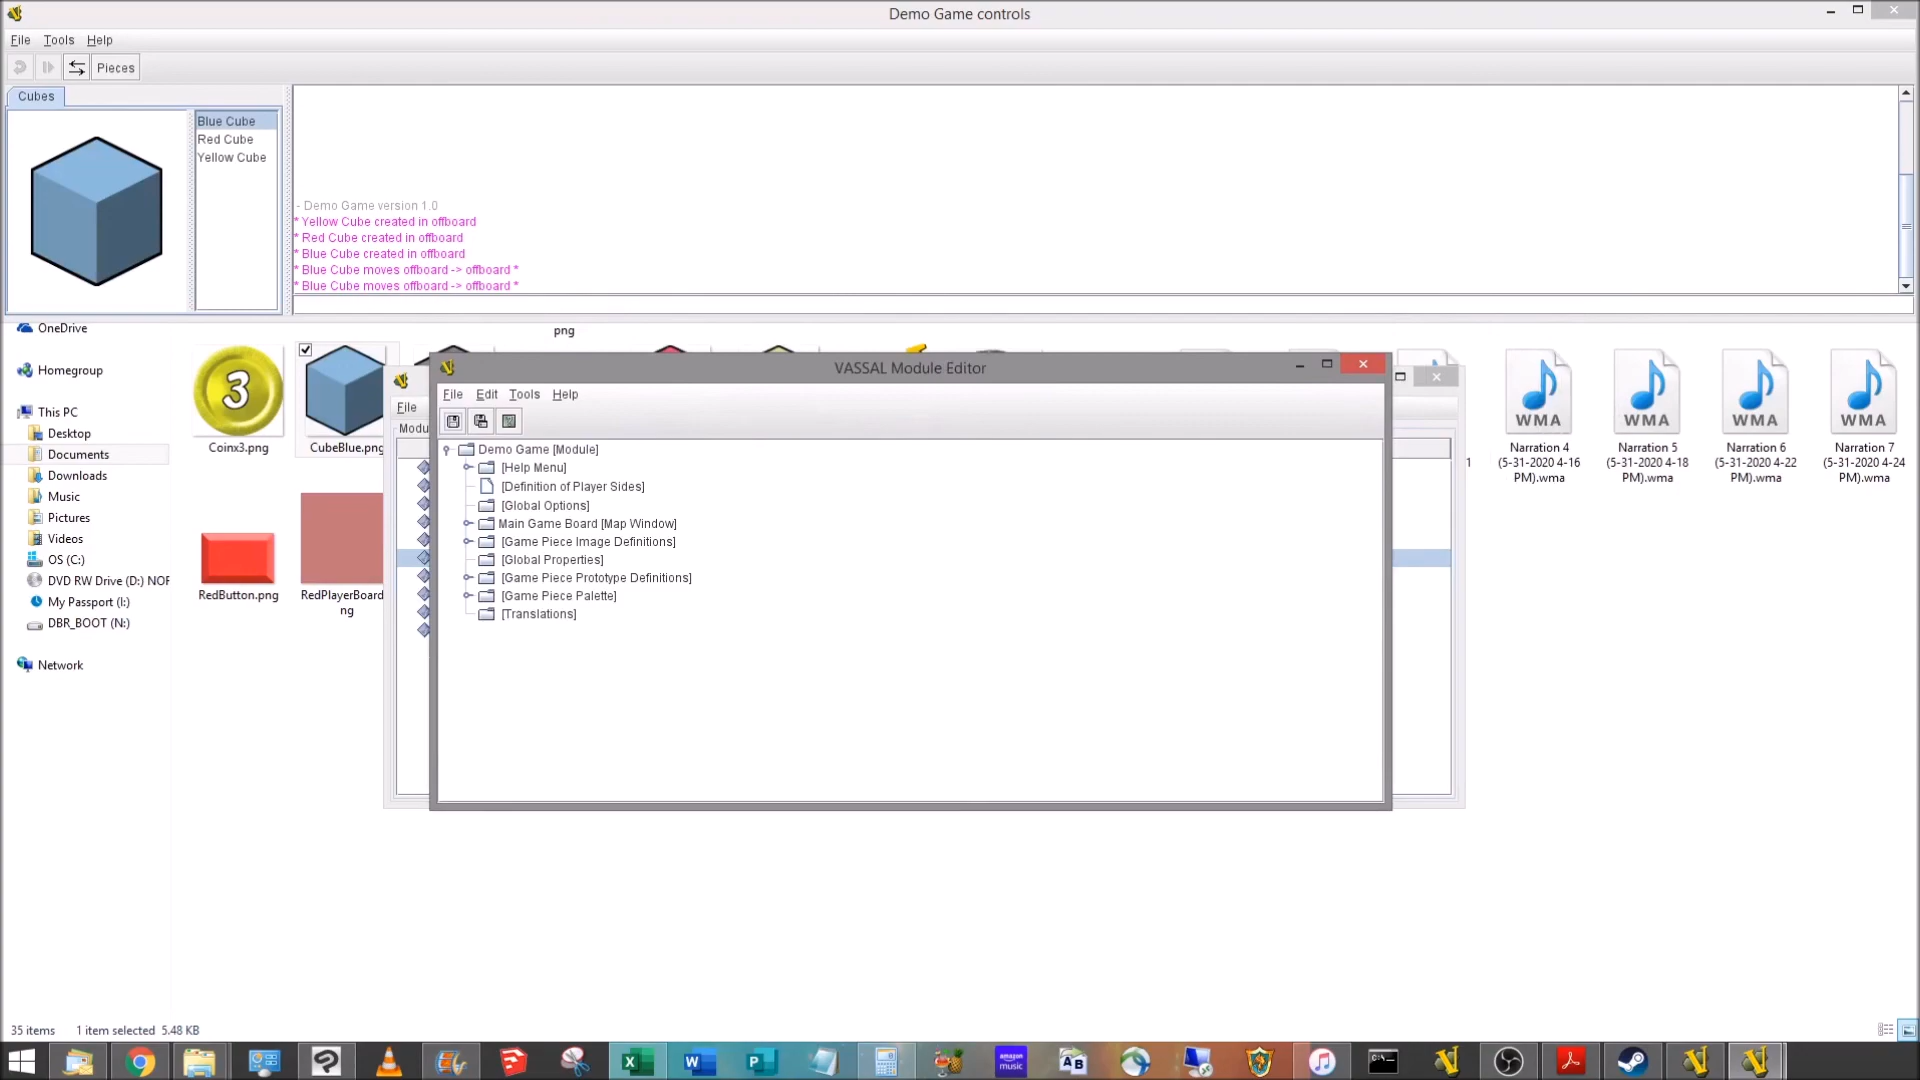 Demo Game controls
File Tools Help
Pieces
Cubes
Blue Cube
Red Cube
Yellow Cube
- Demo Game version 1.0
* Yellow Cube created in offboard
* Red Cube created in offboard
* Blue Cube created in offboard
* Blue Cube moves offboard -> offboard *
* Blue Cube moves offboard -> offboard *
OneDrive
Homegroup
This PC
Desktop
Documents
Downloads
Music
Pictures
Videos
OS (C:)
DVD RW Drive (D:) NOF
My Passport (I:)
DBR_BOOT (N:)
Network
png
3
Coinx3.png
CubeBlue.png
RedButton.png
RedPlayerBoard
ng
File
Modu
VASSAL Module Editor
File Edit Tools Help
Demo Game [Module]
[Help Menu]
[Definition of Player Sides]
[Global Options]
Main Game Board [Map Window]
[Game Piece Image Definitions]
[Global Properties]
[Game Piece Prototype Definitions]
[Game Piece Palette]
[Translations]
1
WMA
Narration 4
(5-31-2020 4-16
PM).wma
WMA
Narration 5
(5-31-2020 4-18
PM).wma
WMA
Narration 6
(5-31-2020 4-22
PM).wma
WMA
Narration 7
(5-31-2020 4-24
PM).wma
35 items 1 item selected 5.48 KB
amazon
music
AB